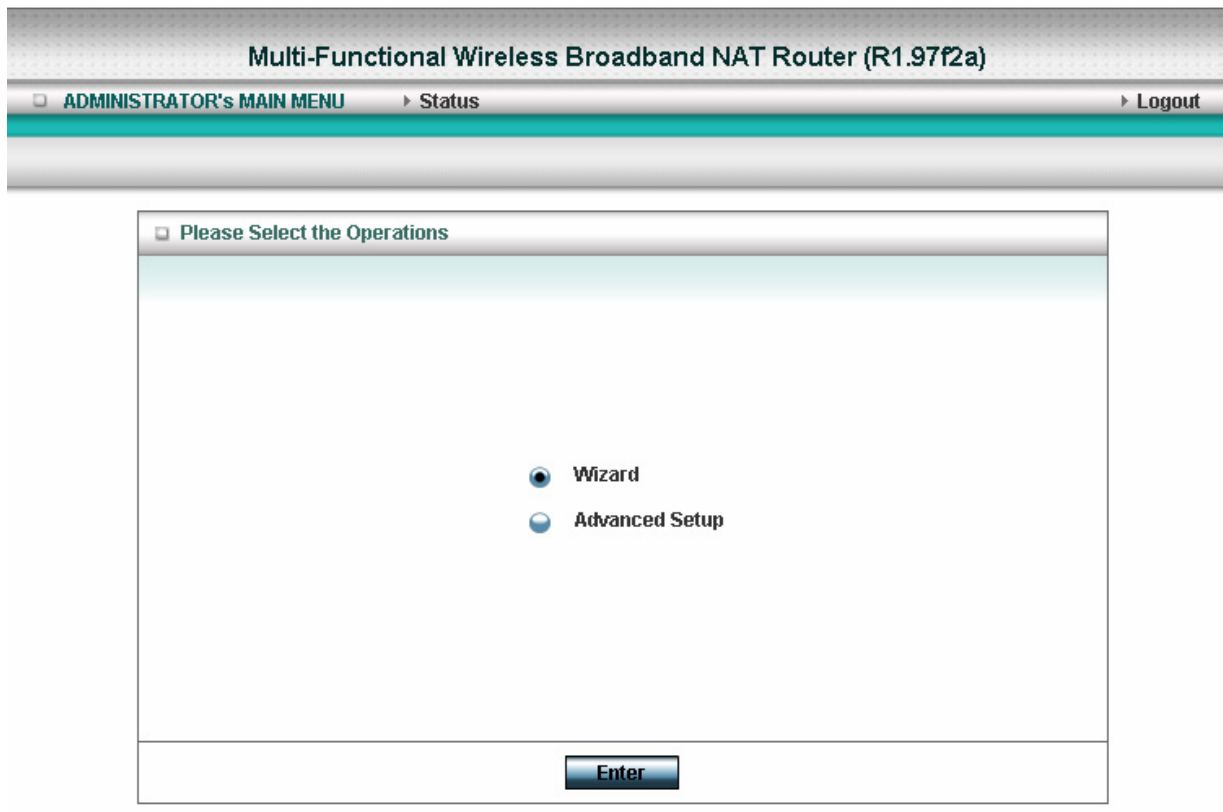 Multi-Functional Wireless Broadband NAT Router (R1.97f2a)
ADMINISTRATOR's MAIN MENU Status Logout
Please Select the Operations
Wizard
Advanced Setup
Enter